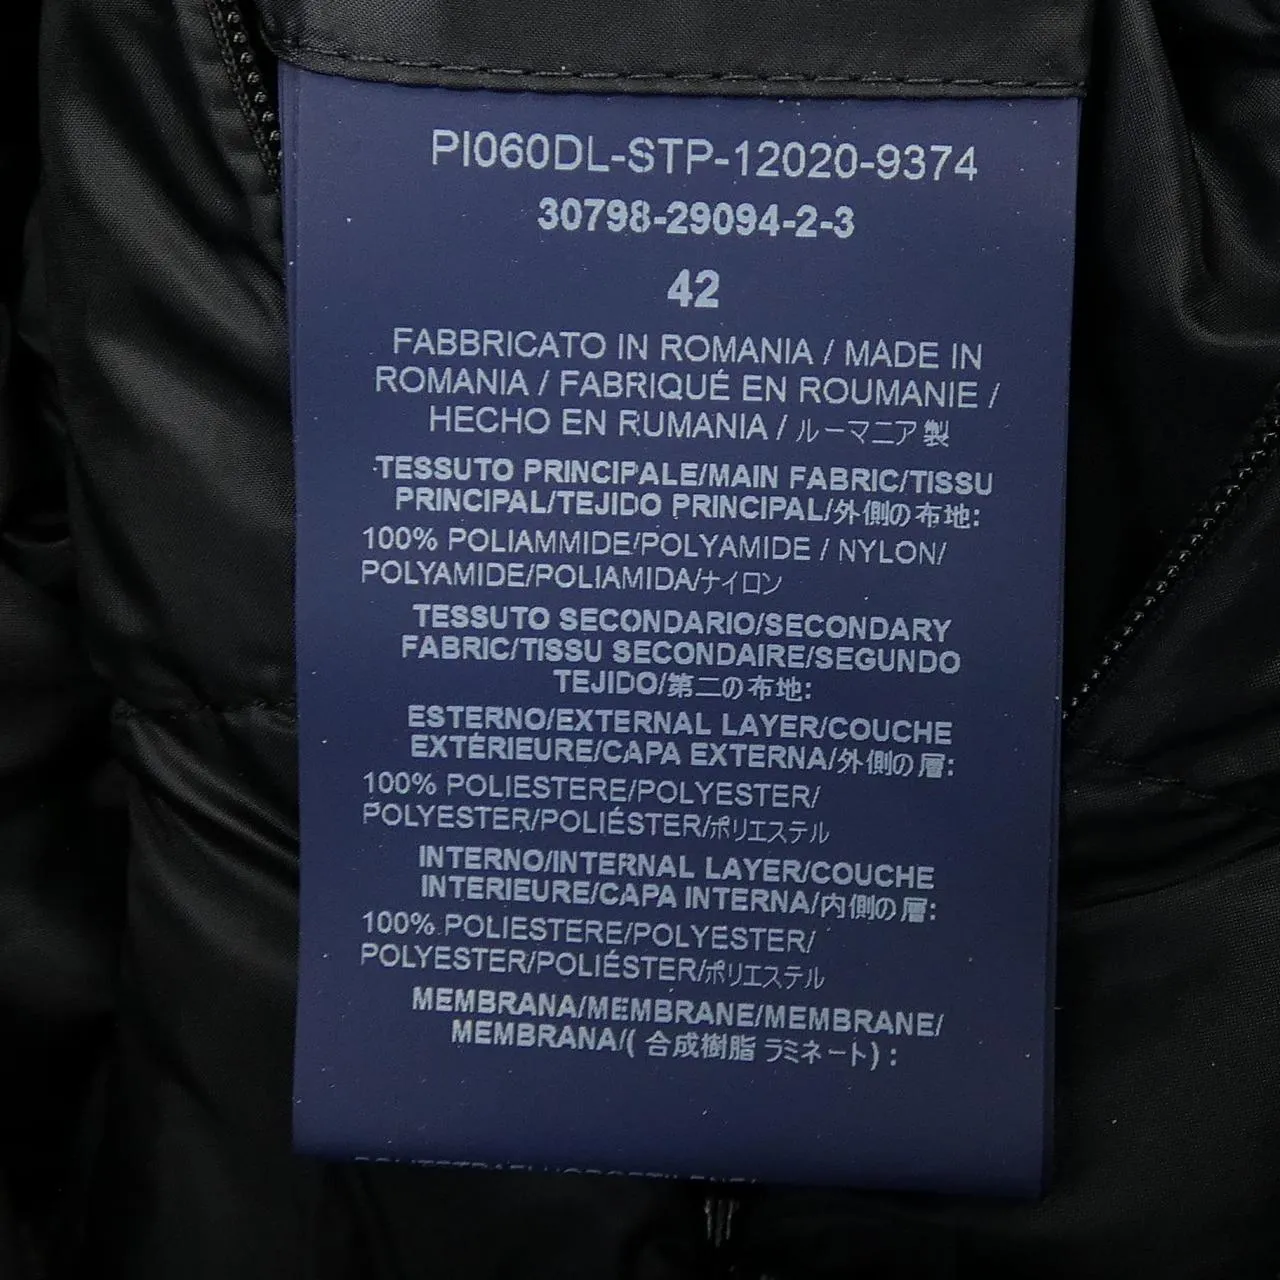 PI060DL-STP-12020-9374
30798-29094-2-3
42
FABBRICATO IN ROMANIA / MADE IN
ROMANIA / FABRIQUÉ EN ROUMANIE /
HECHO EN RUMANIA / ルーマニア製
TESSUTO PRINCIPALE/MAIN FABRIC/TISSU
PRINCIPAL/TEJIDO PRINCIPAL/外側の布地:
100% POLIAMMIDE/POLYAMIDE / NYLON/
POLYAMIDE/POLIAMIDA/ナイロン
TESSUTO SECONDARIO/SECONDARY
FABRIC/TISSU SECONDAIRE/SEGUNDO
TEJIDO/第二の布地:
ESTERNO/EXTERNAL LAYER/COUCHE
EXTÉRIEURE/CAPA EXTERNA/外側の層:
100% POLIESTERE/POLYESTER/
POLYESTER/POLIÉSTER/ポリエステル
INTERNO/INTERNAL LAYER/COUCHE
INTERIEURE/CAPA INTERNA/内側の層:
100% POLIESTERE/POLYESTER/
POLYESTER/POLIÉSTER/ポリエステル
MEMBRANA/MEMBRANE/MEMBRANE/
MEMBRANA/( 合成樹脂 ラミネート) :